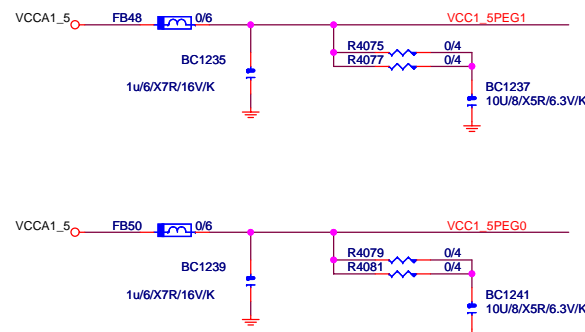 VCCA1_5 FB48 0/6 VCC1_5PEG1
R4075 0/4
BC1235 R4077 0/4
1u/6/X7R/16V/K BC1237
10U/8/X5R/6.3V/K
VCCA1_5 FB50 0/6 VCC1_5PEG0
R4079 0/4
BC1239 R4081 0/4
1u/6/X7R/16V/K BC1241
10U/8/X5R/6.3V/K